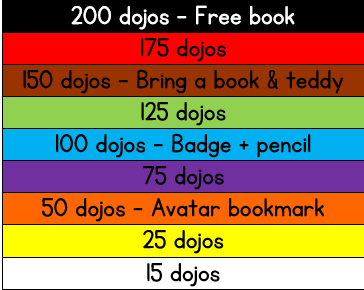 200 dojos - Free book
175 dojos
150 dojos - Bring a book & teddy
125 dojos
100 dojos - Badge + pencil
75 dojos
50 dojos - Avatar bookmark
25 dojos
15 dojos